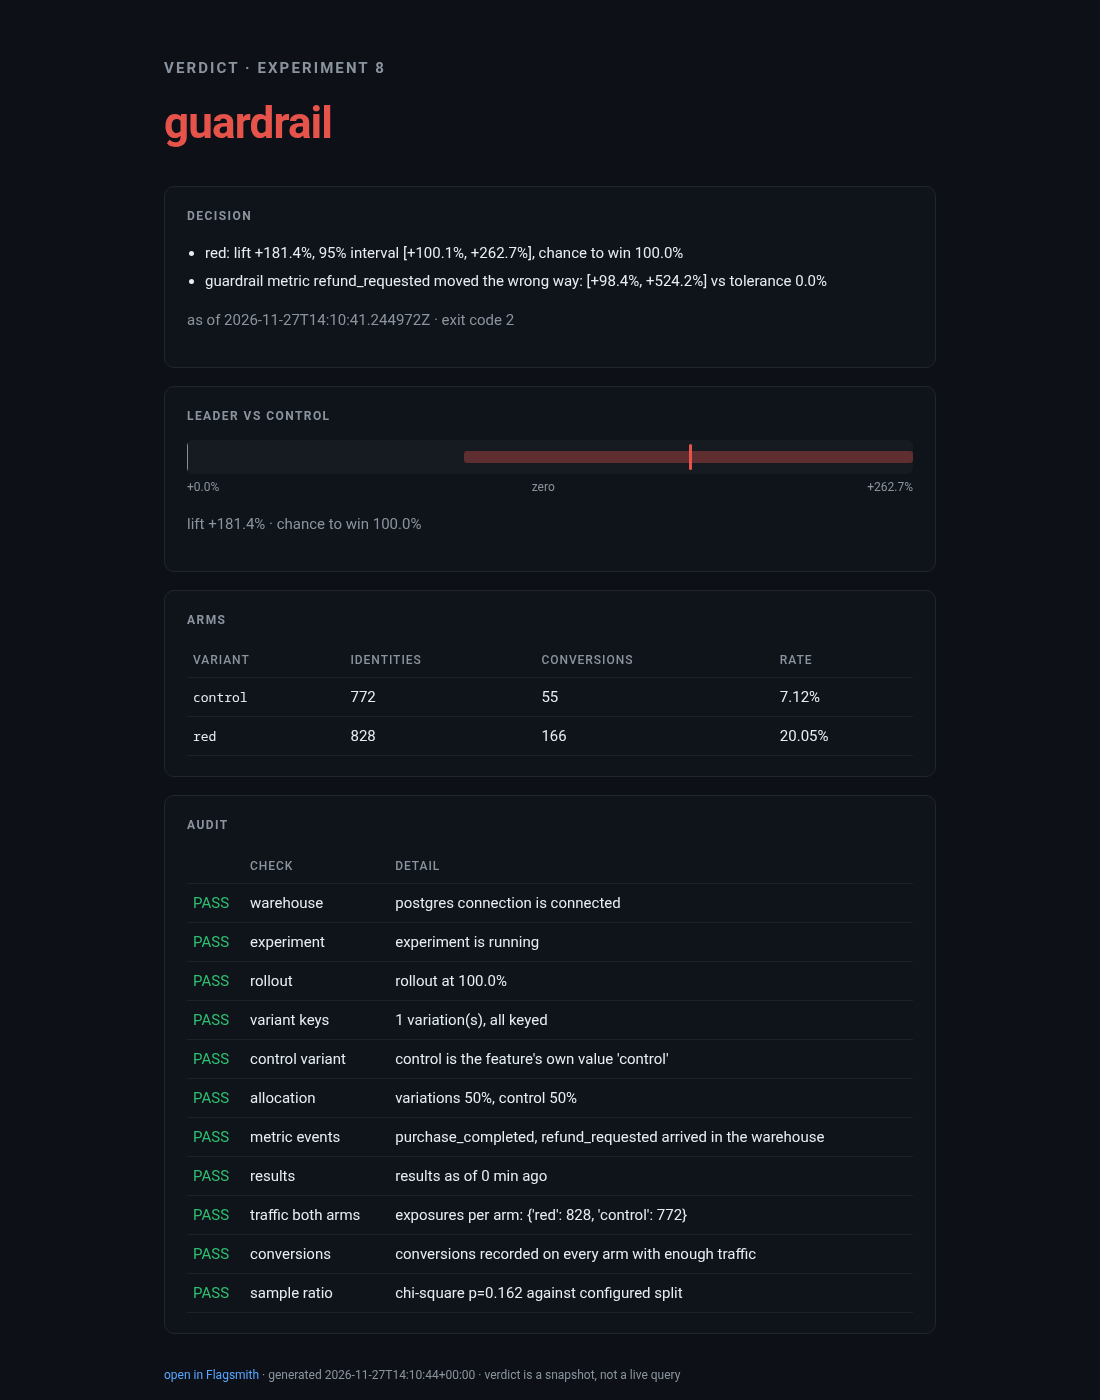 VERDICT · EXPERIMENT 8
guardrail
DECISION
• red: lift +181.4%, 95% interval [+100.1%, +262.7%], chance to win 100.0%
• guardrail metric refund_requested moved the wrong way: [+98.4%, +524.2%] vs tolerance 0.0%
as of 2026-11-27T14:10:41.244972Z · exit code 2
LEADER VS CONTROL
+0.0% zero +262.7%
lift +181.4% · chance to win 100.0%
ARMS
VARIANT IDENTITIES CONVERSIONS RATE
control 772 55 7.12%
red 828 166 20.05%
AUDIT
CHECK DETAIL
PASS warehouse postgres connection is connected
PASS experiment experiment is running
PASS rollout rollout at 100.0%
PASS variant keys 1 variation(s), all keyed
PASS control variant control is the feature's own value 'control'
PASS allocation variations 50%, control 50%
PASS metric events purchase_completed, refund_requested arrived in the warehouse
PASS results results as of 0 min ago
PASS traffic both arms exposures per arm: {'red': 828, 'control': 772}
PASS conversions conversions recorded on every arm with enough traffic
PASS sample ratio chi-square p=0.162 against configured split
open in Flagsmith · generated 2026-11-27T14:10:44+00:00 · verdict is a snapshot, not a live query